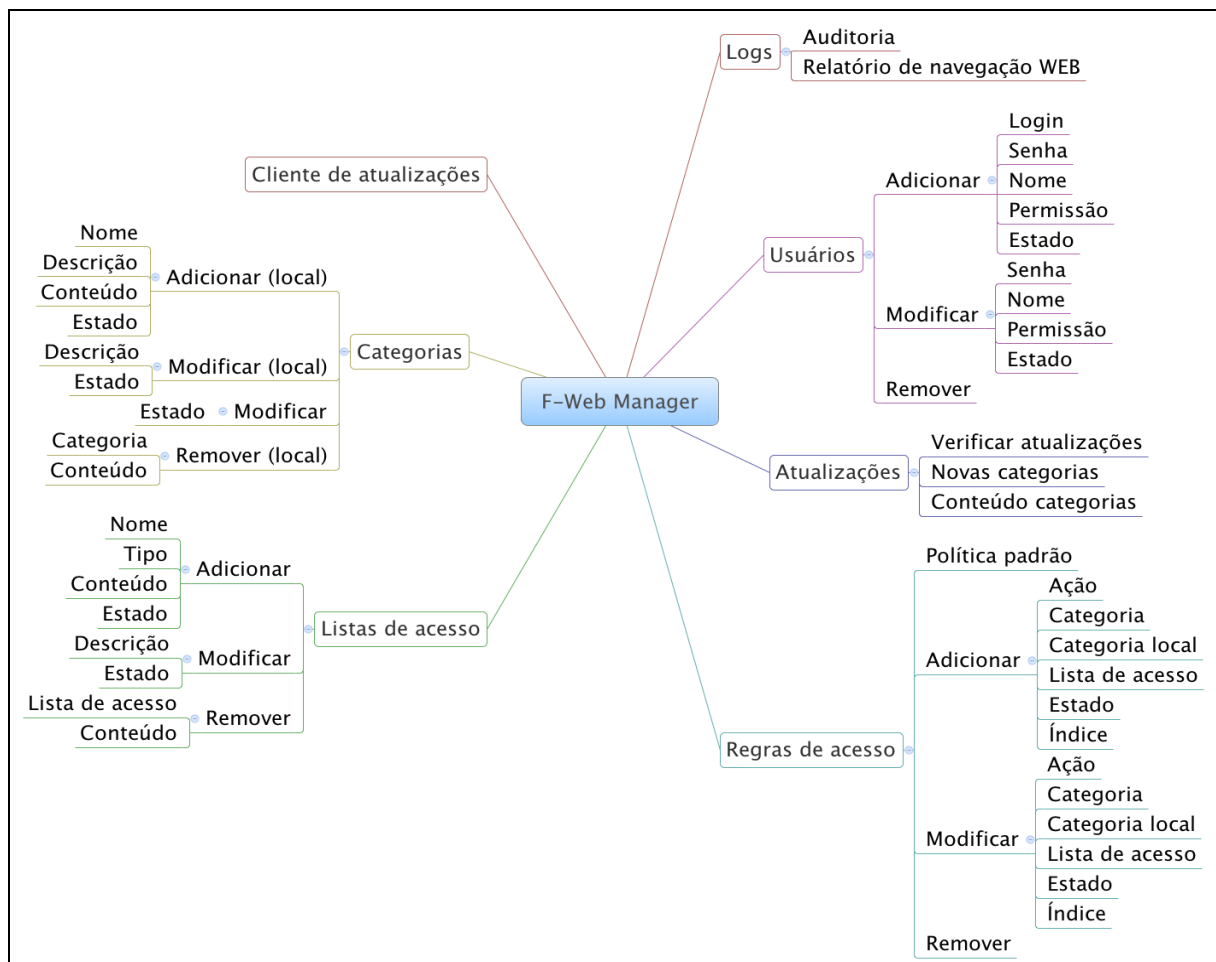 F-Web Manager
Logs
Auditoria
Relatório de navegação WEB
Usuários
Adicionar
Login
Senha
Nome
Permissão
Estado
Modificar
Senha
Nome
Permissão
Estado
Remover
Atualizações
Verificar atualizações
Novas categorias
Conteúdo categorias
Regras de acesso
Política padrão
Adicionar
Ação
Categoria
Categoria local
Lista de acesso
Estado
Índice
Modificar
Ação
Categoria
Categoria local
Lista de acesso
Estado
Índice
Remover
Cliente de atualizações
Categorias
Adicionar (local)
Nome
Descrição
Conteúdo
Estado
Modificar (local)
Descrição
Estado
Modificar
Estado
Remover (local)
Categoria
Conteúdo
Listas de acesso
Adicionar
Nome
Tipo
Conteúdo
Estado
Modificar
Descrição
Estado
Remover
Lista de acesso
Conteúdo